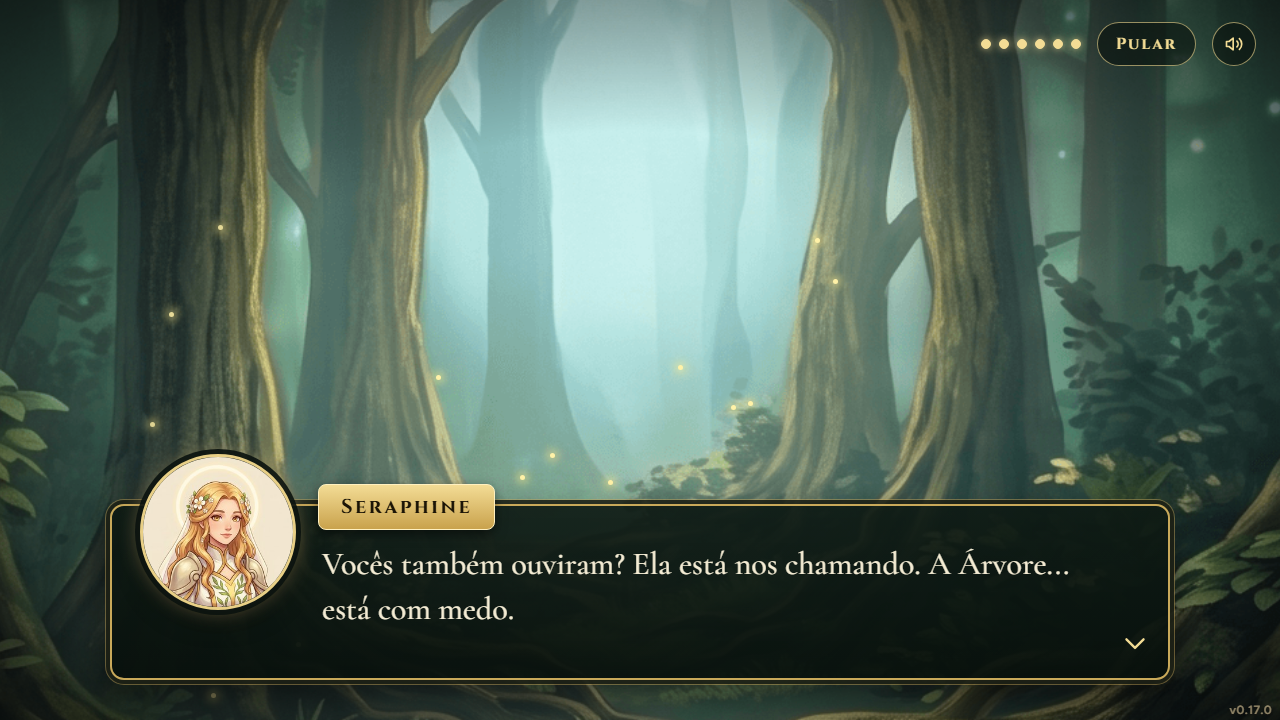 Pular
Seraphine
Vocês também ouviram? Ela está nos chamando. A Árvore...
está com medo.
v0.17.0